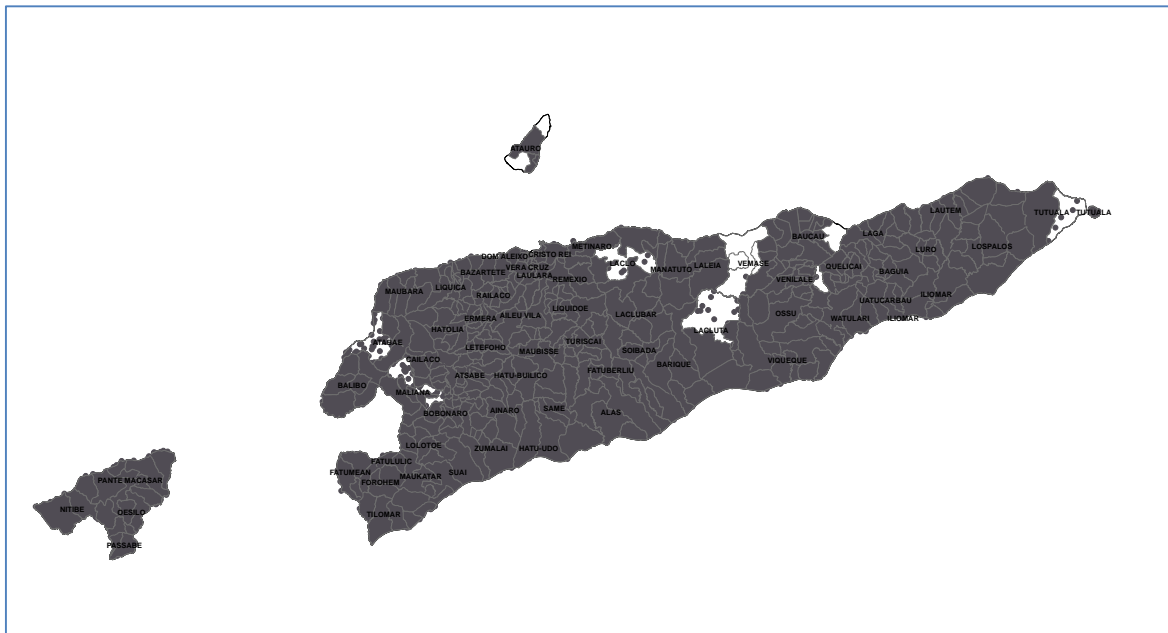 ATAURO
LAUTEM
TUTUALA
TUTUALA
LAGA
BAUCAU
METINARO
LOSPALOS
LURO
DOM ALEIXO
CRISTO REI
LACLO
VEMASE
LALEIA
MANATUTO
QUELICAI
VERA CRUZ
BAZARTETE
LAULARA
BAGUIA
REMEXIO
VENILALE
LIQUICA
MAUBARA
RAILACO
ILIOMAR
UATUCARBAU
LIQUIDOE
LACLUBAR
OSSU
AILEU VILA
ERMERA
WATULARI
ILIOMAR
HATOLIA
LACLUTA
ATABAE
TURISCAI
LETEFOHO
MAUBISSE
SOIBADA
CAILACO
VIQUEQUE
BARIQUE
FATUBERLIU
ATSABE
HATU-BUILICO
BALIBO
MALIANA
BOBONARO
AINARO
SAME
ALAS
LOLOTOE
ZUMALAI
HATU-UDO
FATULULIC
FATUMEAN
SUAI
MAUKATAR
FOROHEM
PANTE MACASAR
NITIBE
OESILO
TILOMAR
PASSABE